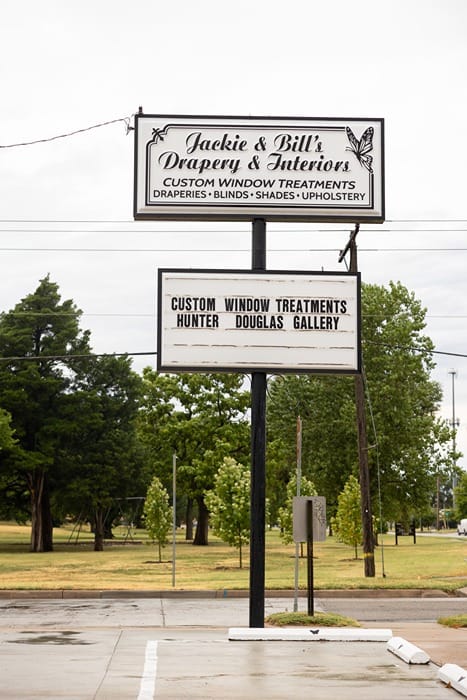 Jackie & Bill's
Drapery & Interiors
CUSTOM WINDOW TREATMENTS
DRAPERIES • BLINDS • SHADES • UPHOLSTERY
CUSTOM WINDOW TREATMENTS
HUNTER DOUGLAS GALLERY